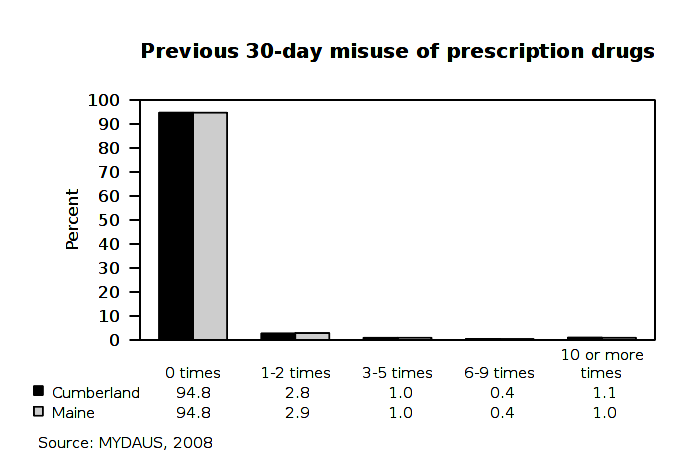 Previous 30-day misuse of prescription drugs
Percent
100
90
80
70
60
50
40
30
20
10
0
0 times 1-2 times 3-5 times 6-9 times 10 or more times
Cumberland 94.8 2.8 1.0 0.4 1.1
Maine 94.8 2.9 1.0 0.4 1.0
Source: MYDAUS, 2008